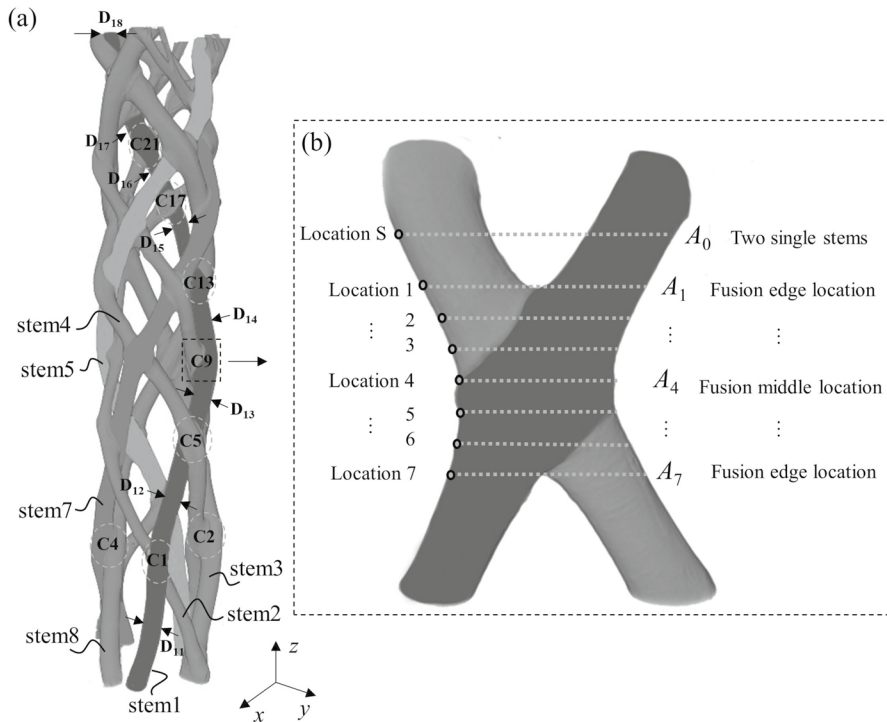 (a)
D18
D17
C21
D16
C17
D15
C13
D14
stem4
stem5
C9
D13
C5
D12
stem7
C4
C2
C1
stem3
stem2
D11
stem8
stem1
z
x
y
(b)
Location S
A0 Two single stems
Location 1
A1 Fusion edge location
2
⋮ ⋮ ⋮
3
Location 4
A4 Fusion middle location
5
⋮ ⋮ ⋮
6
Location 7
A7 Fusion edge location